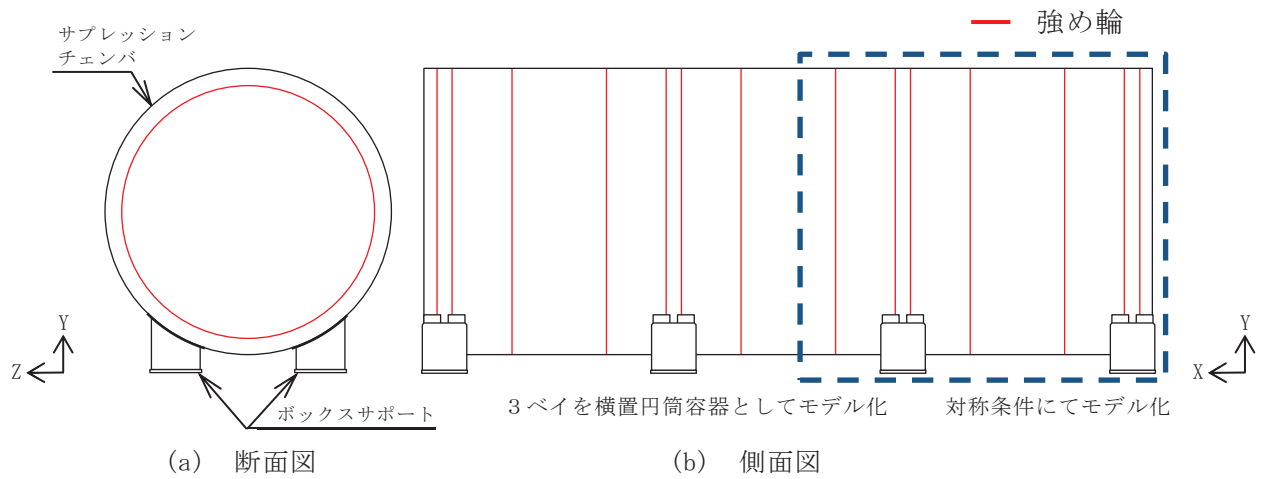 サプレッション
チェンバ
強め輪
Y
Z
ボックスサポート
Y
X
３ベイを横置円筒容器としてモデル化
対称条件にてモデル化
(a) 断面図
(b) 側面図